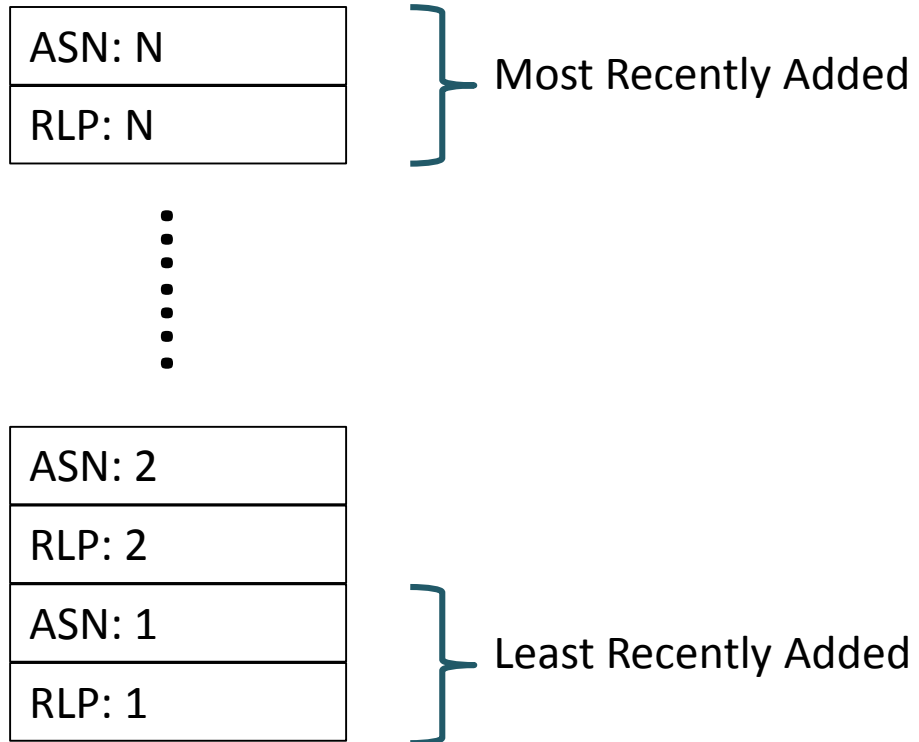 ASN: N
RLP: N
Most Recently Added
ASN: 2
RLP: 2
ASN: 1
RLP: 1
Least Recently Added